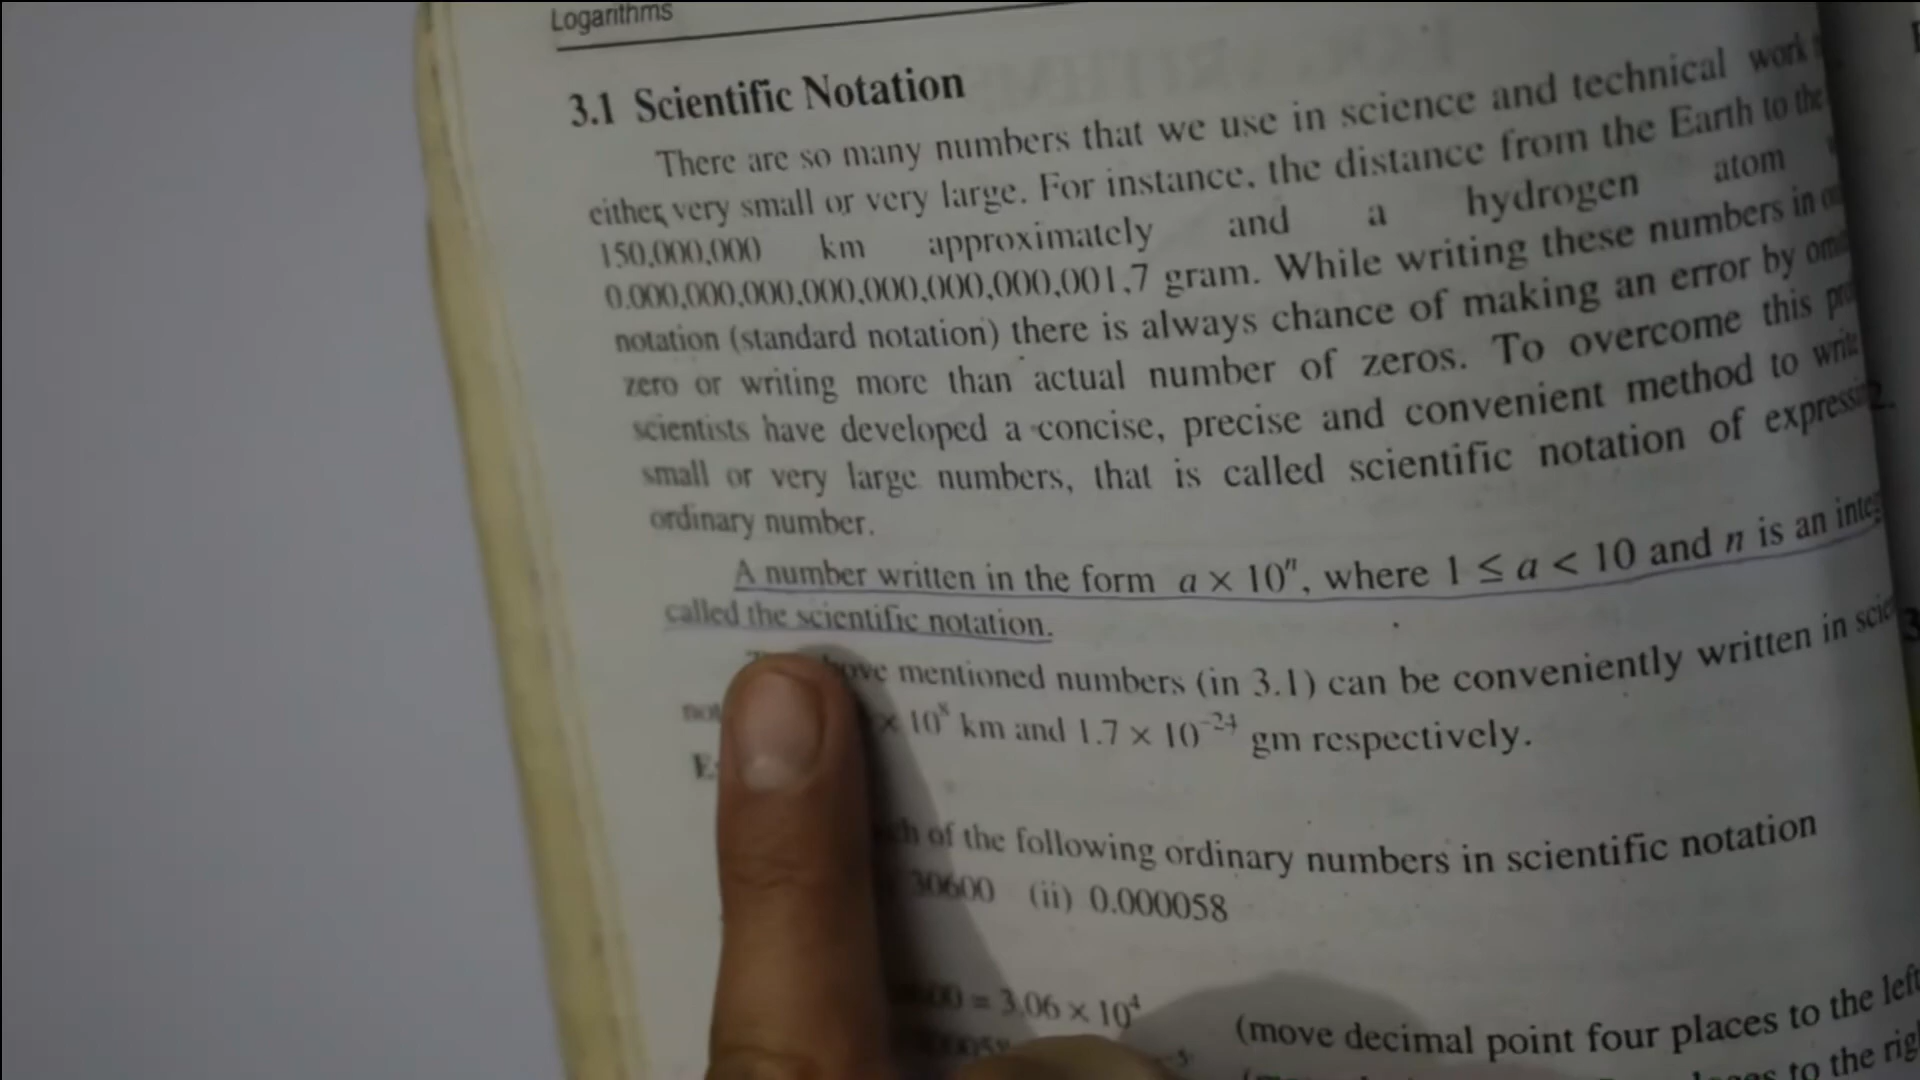 Logarithms
3.1 Scientific Notation
There are so many numbers that we use in science and technical work
either very small or very large. For instance, the distance from the Earth to the
150,000,000 km approximately and a hydrogen atom
0.000,000,000,000,000,000,000,001,7 gram. While writing these numbers in
notation (standard notation) there is always chance of making an error by
zero or writing more than actual number of zeros. To overcome this
scientists have developed a concise, precise and convenient method to write
small or very large numbers, that is called scientific notation of
ordinary number.
A number written in the form a × 10ⁿ, where 1 ≤ a < 10 and n is an
called the scientific notation.
mentioned numbers (in 3.1) can be conveniently written in
× 10⁸ km and 1.7 × 10⁻²⁴ gm respectively.
of the following ordinary numbers in scientific notation
30600 (ii) 0.000058
= 3.06 × 10⁴ (move decimal point four places to the left
to the